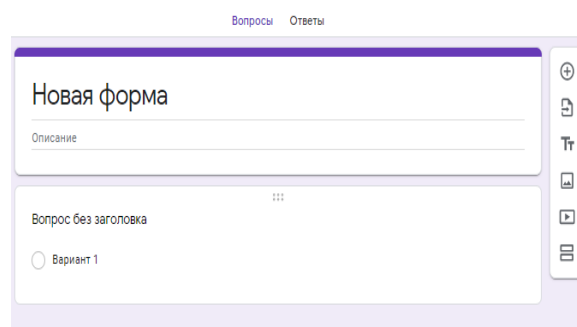 Вопросы Ответы
Новая форма
Описание
Вопрос без заголовка
Вариант 1